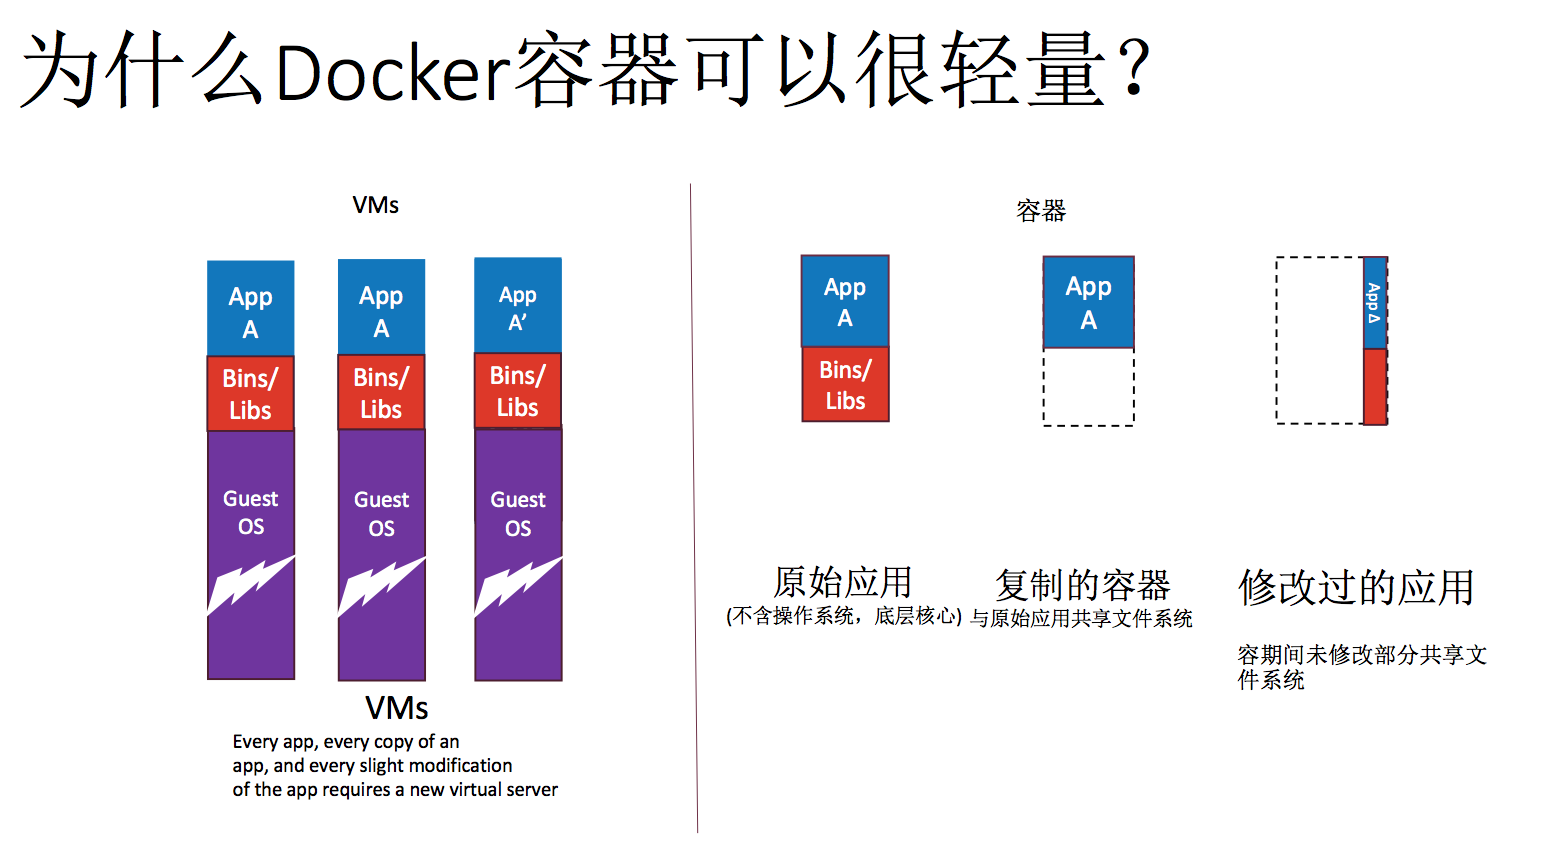 为什么Docker容器可以很轻量？
VMs
App
A
Bins/
Libs
Guest
OS
App
A
Bins/
Libs
Guest
OS
App
A’
Bins/
Libs
Guest
OS
VMs
Every app, every copy of an
app, and every slight modification
of the app requires a new virtual server
容器
App
A
Bins/
Libs
原始应用
(不含操作系统，底层核心)
App
A
复制的容器
与原始应用共享文件系统
App Δ
修改过的应用
容期间未修改部分共享文
件系统